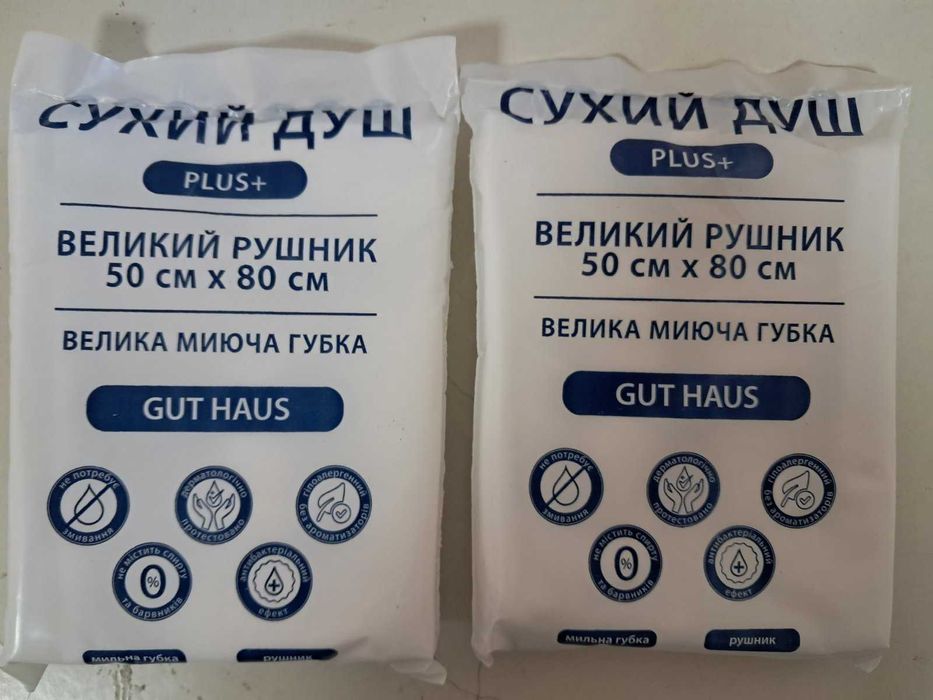 СУХИЙ ДУШ
PLUS+
ВЕЛИКИЙ РУШНИК
50 см х 80 см
ВЕЛИКА МИЮЧА ГУБКА
GUT HAUS
не потребує змивання
дерматологічно протестовано
гіпоалергенний без ароматизаторів
не містить спирту та барвників
0%
антибактеріальний ефект
мильна губка
рушник
СУХИЙ ДУШ
PLUS+
ВЕЛИКИЙ РУШНИК
50 см х 80 см
ВЕЛИКА МИЮЧА ГУБКА
GUT HAUS
не потребує змивання
дерматологічно протестовано
гіпоалергенний без ароматизаторів
не містить спирту та барвників
0%
антибактеріальний ефект
мильна губка
рушник